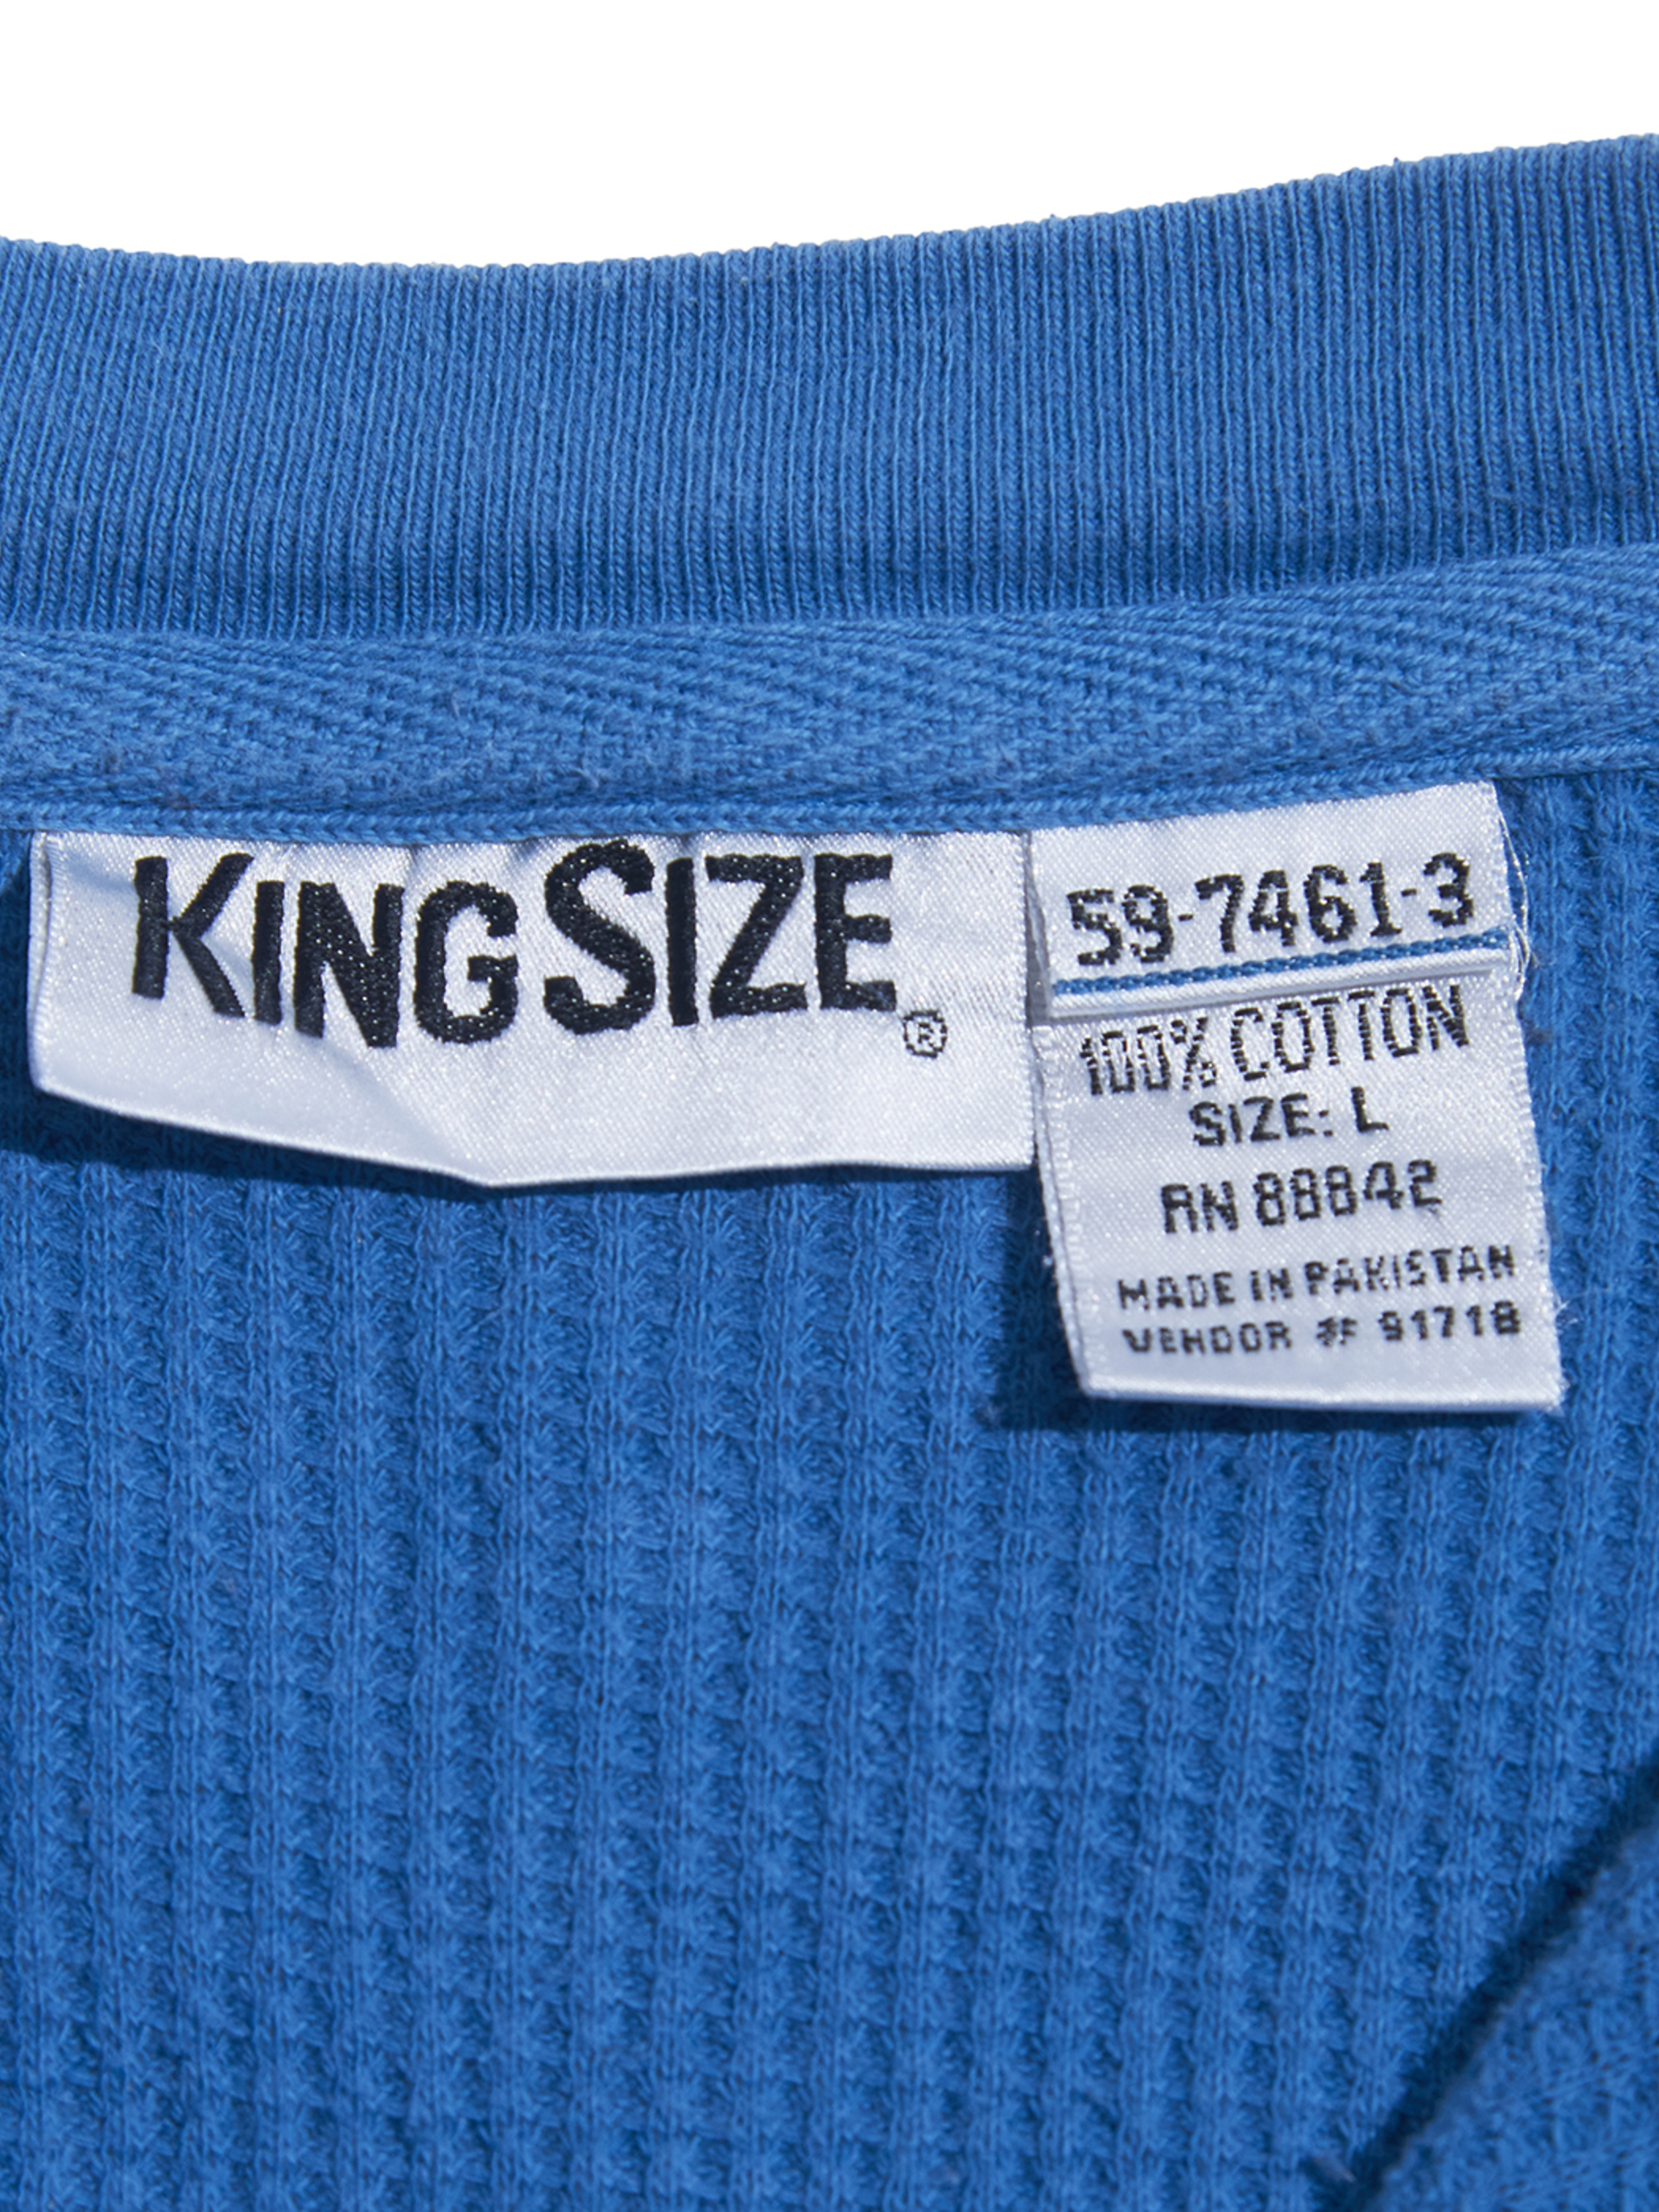 KINGSIZE
®
59-7461-3
100% COTTON
SIZE: L
RN 88842
MADE IN PAKISTAN
VENDOR # 91718